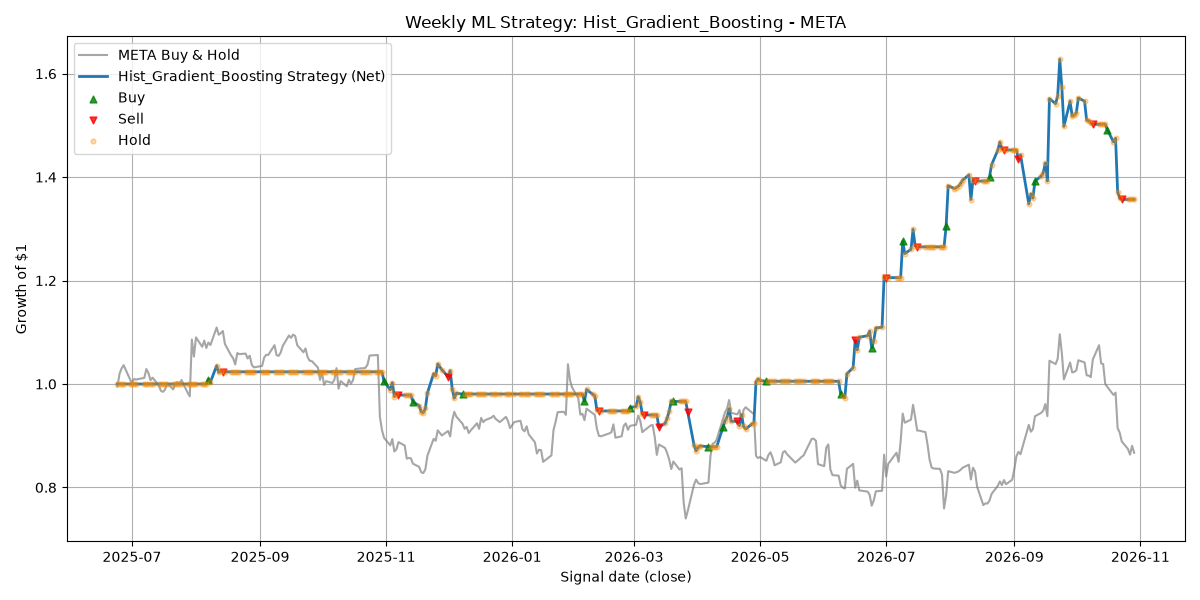 Weekly ML Strategy: Hist_Gradient_Boosting - META
META Buy & Hold
Hist_Gradient_Boosting Strategy (Net)
Buy
Sell
Hold
Growth of $1
1.6
1.4
1.2
1.0
0.8
2025-07
2025-09
2025-11
2026-01
2026-03
2026-05
2026-07
2026-09
2026-11
Signal date (close)